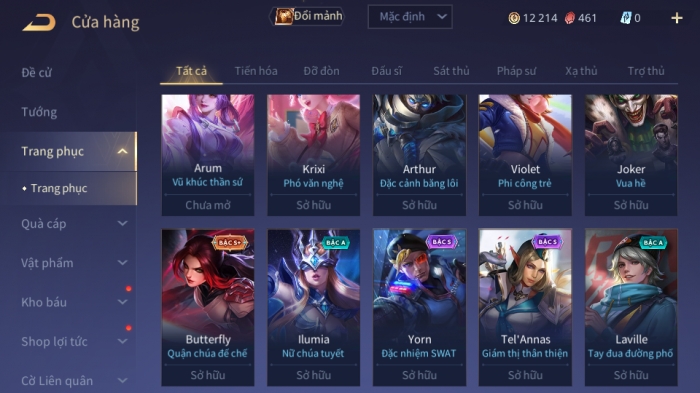 Cửa hàng
Đổi mảnh
Mặc định
12 214
461
0
+
Đề cử
Tướng
Trang phục
Trang phục
Quà cáp
Vật phẩm
Kho báu
Shop lợi tức
Cờ Liên quân
Tất cả
Tiến hóa
Đỡ đòn
Đấu sĩ
Sát thủ
Pháp sư
Xạ thủ
Trợ thủ
Arum
Vũ khúc thần sứ
Chưa mở
Krixi
Phó văn nghệ
Sở hữu
Arthur
Đặc cảnh băng lôi
Sở hữu
Violet
Phi công trẻ
Sở hữu
Joker
Vua hề
Sở hữu
BẬC S+
Butterfly
Quận chúa đế chế
Sở hữu
BẬC A
Ilumia
Nữ chúa tuyết
Sở hữu
BẬC S
Yorn
Đặc nhiệm SWAT
Sở hữu
BẬC S
Tel'Annas
Giám thị thân thiện
Sở hữu
BẬC A
Laville
Tay đua đường phố
Sở hữu